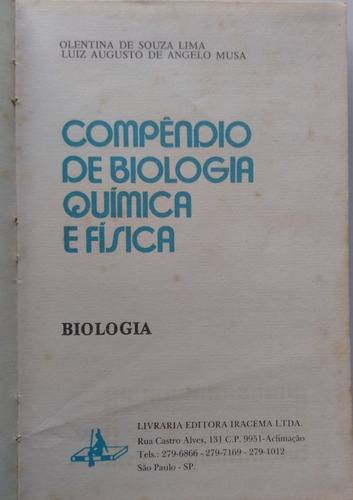 OLENTINA DE SOUZA LIMA
LUIZ AUGUSTO DE ANGELO MUSA
COMPÊNDIO
DE BIOLOGIA
QUÍMICA
E FÍSICA
BIOLOGIA
LIVRARIA EDITORA IRACEMA LTDA.
Rua Castro Alves, 131 C.P. 9951-Aclimação
Tels.: 279-6866 - 279-7169 - 279-1012
São Paulo - SP.